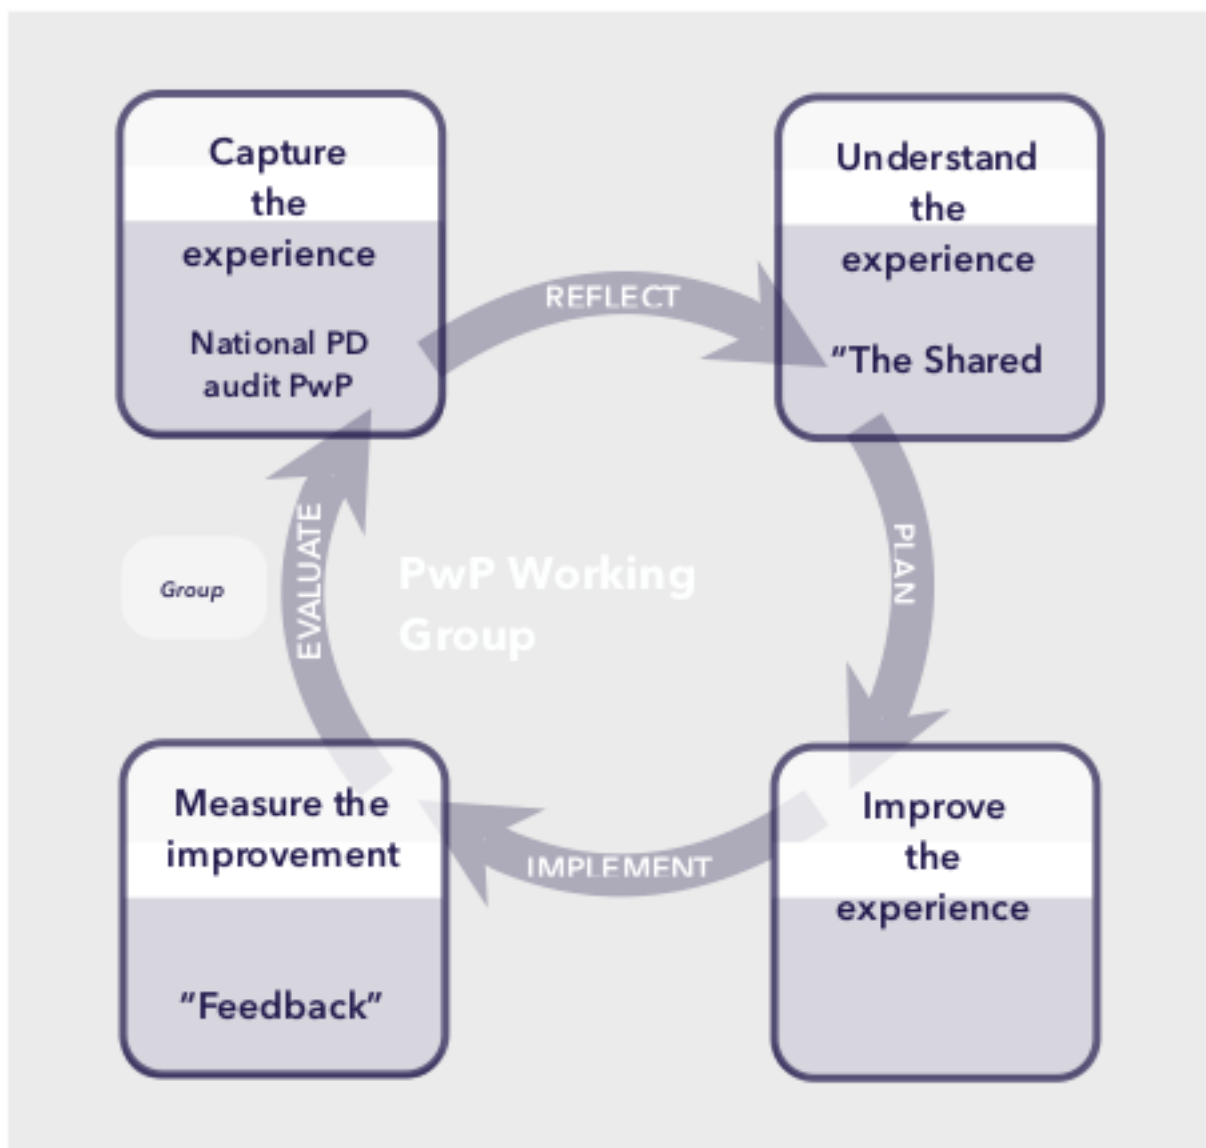 Capture
the
experience
National PD
audit PwP
REFLECT
Understand
the
experience
“The Shared
PLAN
Improve
the
experience
IMPLEMENT
Measure the
improvement
“Feedback”
EVALUATE
Group
PwP Working
Group